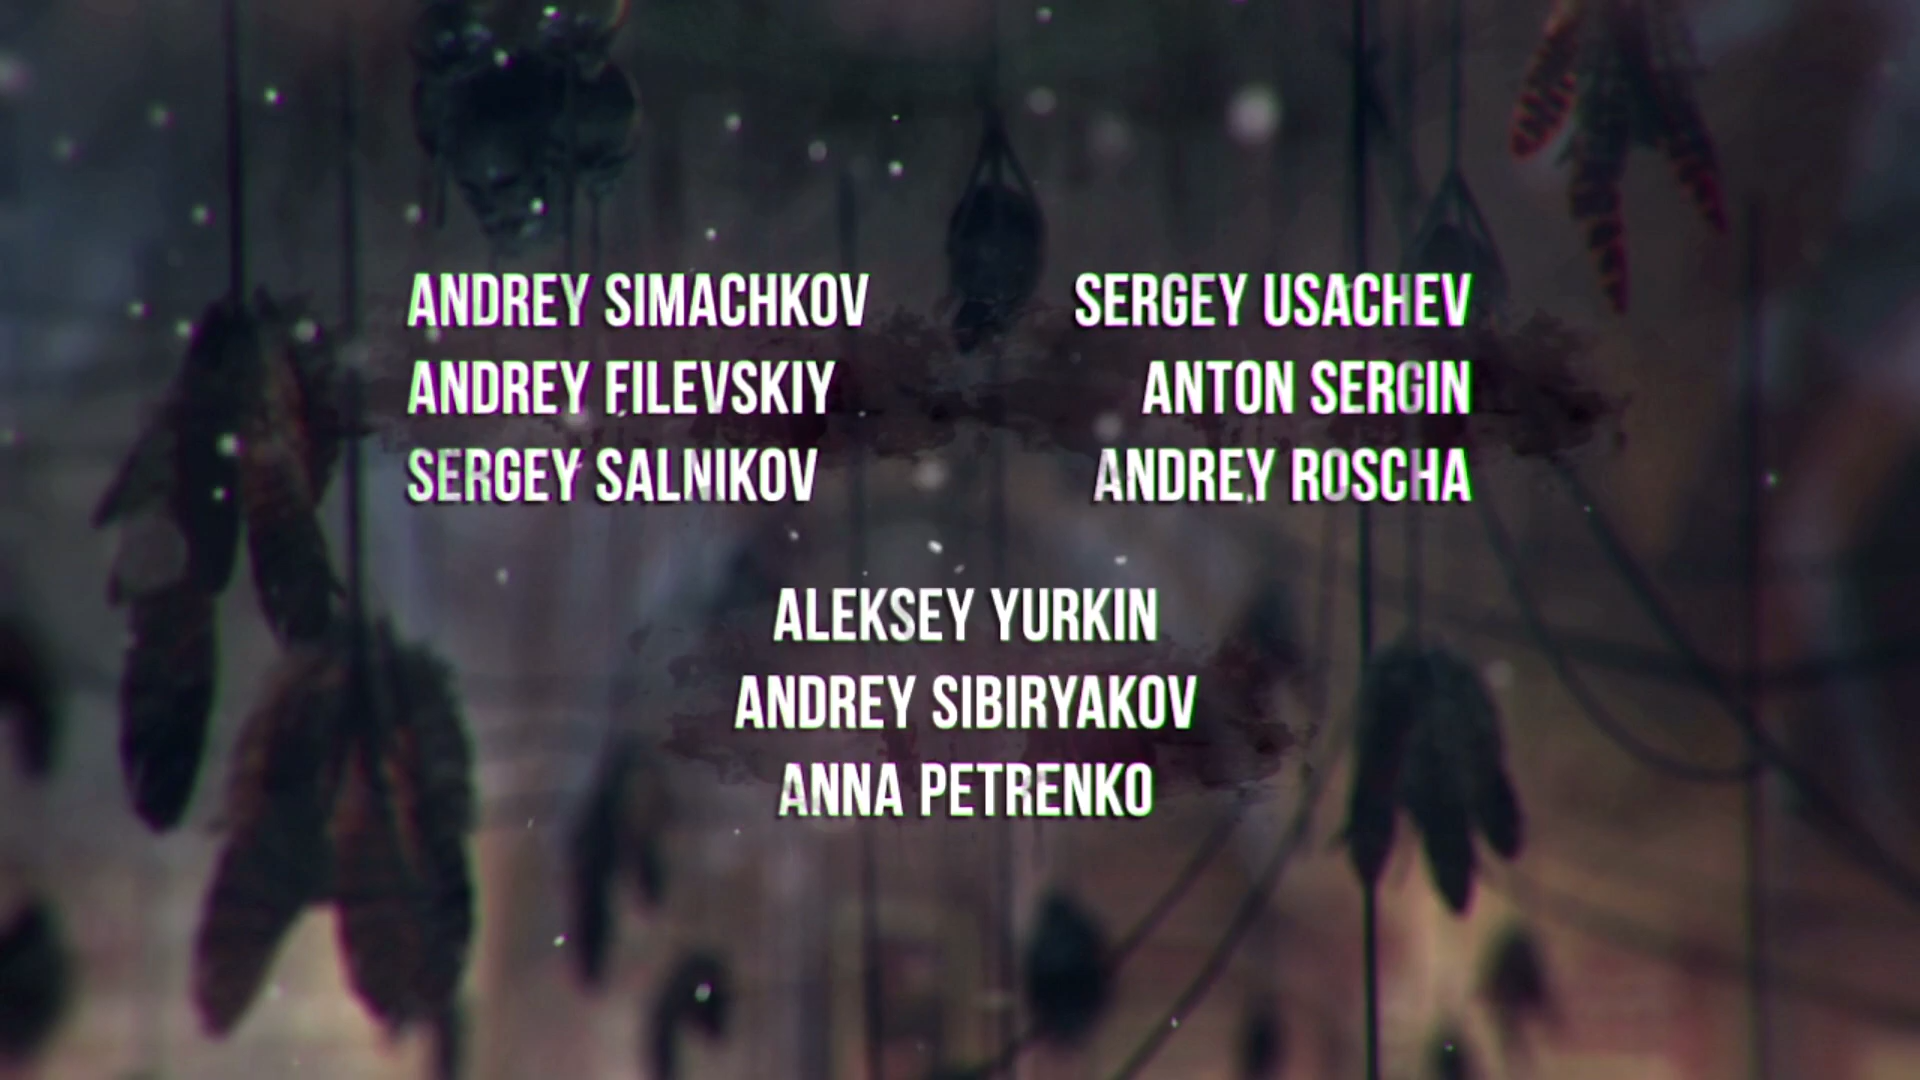 ANDREY SIMACHKOV
ANDREY FILEVSKIY
SERGEY SALNIKOV
SERGEY USACHEV
ANTON SERGIN
ANDREY ROSCHA
ALEKSEY YURKIN
ANDREY SIBIRYAKOV
ANNA PETRENKO